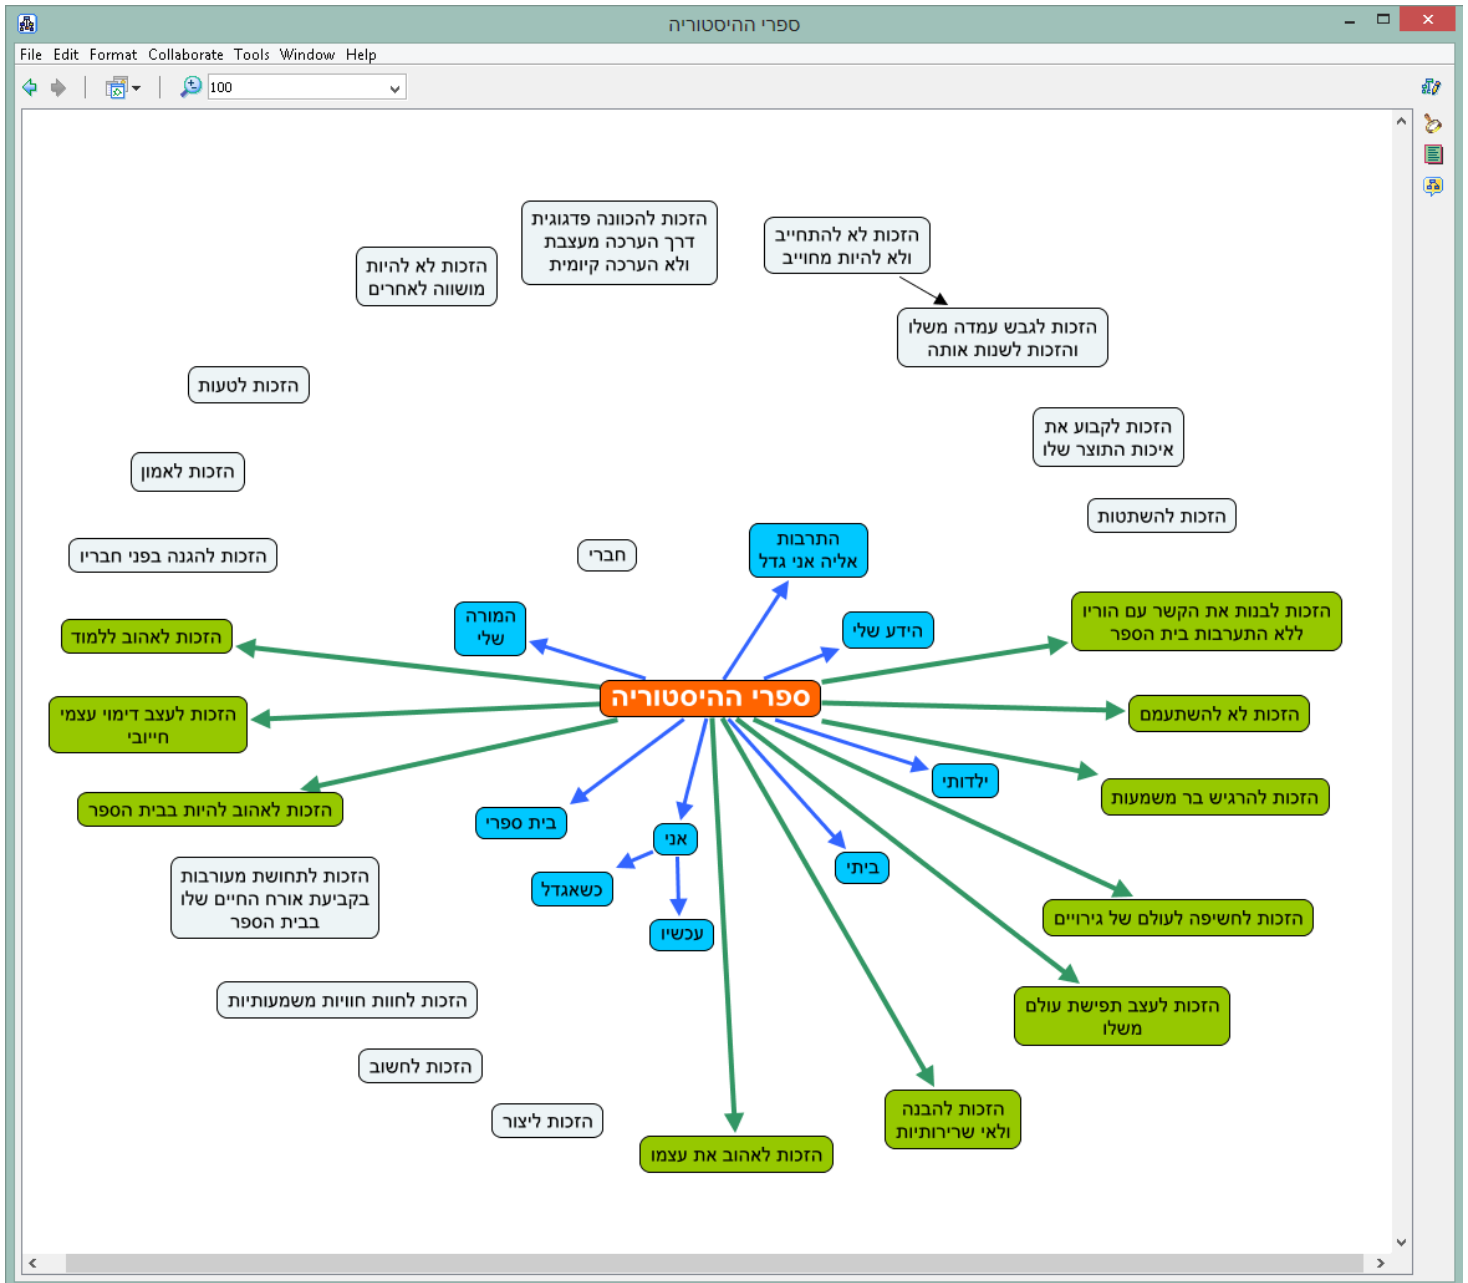 ספרי ההיסטוריה
File Edit Format Collaborate Tools Window Help
100
הזכות להכוונה פדגוגית
דרך הערכה מעצבת
ולא הערכה קיומית
הזכות לא להתחייב
ולא להיות מחוייב
הזכות לא להיות
מושווה לאחרים
הזכות לגבש עמדה משלו
והזכות לשנות אותה
הזכות לטעות
הזכות לקבוע את
איכות התוצר שלו
הזכות לאמון
הזכות להשתטות
הזכות להגנה בפני חבריו
חברי
התרבות
אליה אני גדל
הזכות לבנות את הקשר עם הוריו
ללא התערבות בית הספר
המורה
שלי
הידע שלי
הזכות לאהוב ללמוד
ספרי ההיסטוריה
הזכות לעצב דימוי עצמי
חייובי
הזכות לא להשתעמם
ילדותי
הזכות להרגיש בר משמעות
הזכות לאהוב להיות בבית הספר
בית ספרי
אני
ביתי
כשאגדל
עכשיו
הזכות לתחושת מעורבות
בקביעת אורח החיים שלו
בבית הספר
הזכות לחשיפה לעולם של גירויים
הזכות לחוות חוויות משמעותיות
הזכות לעצב תפישת עולם
משלו
הזכות לחשוב
הזכות ליצור
הזכות להבנה
ולאי שרירותיות
הזכות לאהוב את עצמו